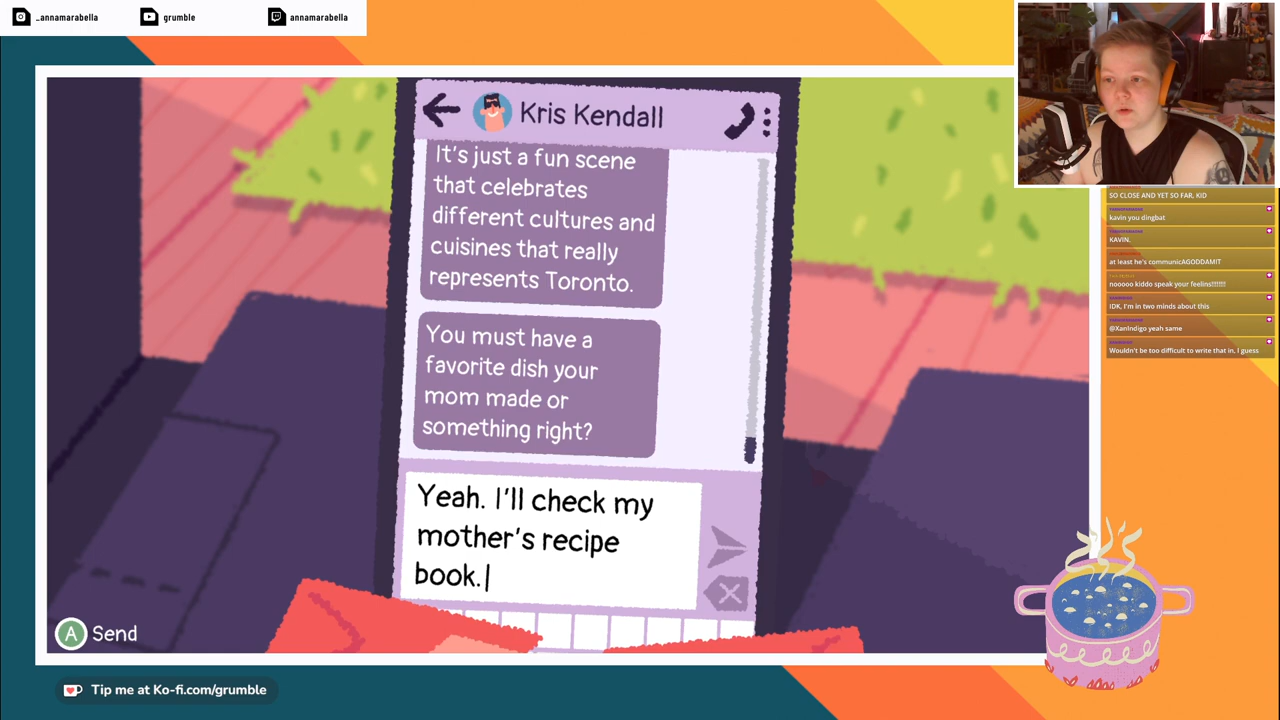 _annamarabella
grumble
annamarabella
Kris Kendall
It's just a fun scene
that celebrates
different cultures and
cuisines that really
represents Toronto.
You must have a
favorite dish your
mom made or
something right?
Yeah. I'll check my
mother's recipe
book.
A Send
SO CLOSE AND YET SO FAR, KID
kavin you dingbat
KAVIN.
at least he's communicAGODDAMIT
nooooo kiddo speak your feelins!!!!!!!
IDK, I'm in two minds about this
@XanIndigo yeah same
Wouldn't be too difficult to write that in, I guess
Tip me at Ko-fi.com/grumble